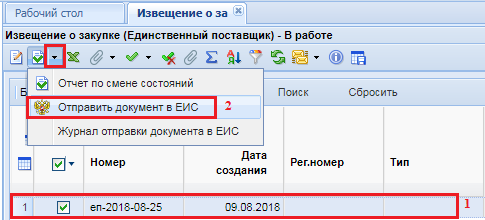 Рабочий стол
Извещение о за
Извещение о закупке (Единственный поставщик) - В работе
Отчет по смене состояний
Отправить документ в ЕИС 2
Журнал отправки документа в ЕИС
Поиск Сбросить
Номер Дата создания Рег.номер Тип
1 еп-2018-08-25 09.08.2018 1